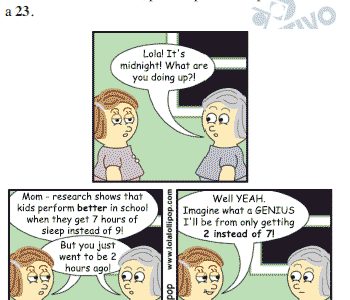 a 23.
Lola! It's
midnight! What are
you doing up?!
Mom - research shows that
kids perform better in school
when they get 7 hours of
sleep instead of 9!
But you just
went to be 2
hours ago!
www.lolalollipop.com
Well YEAH.
Imagine what a GENIUS
I'll be from only getting
2 instead of 7!